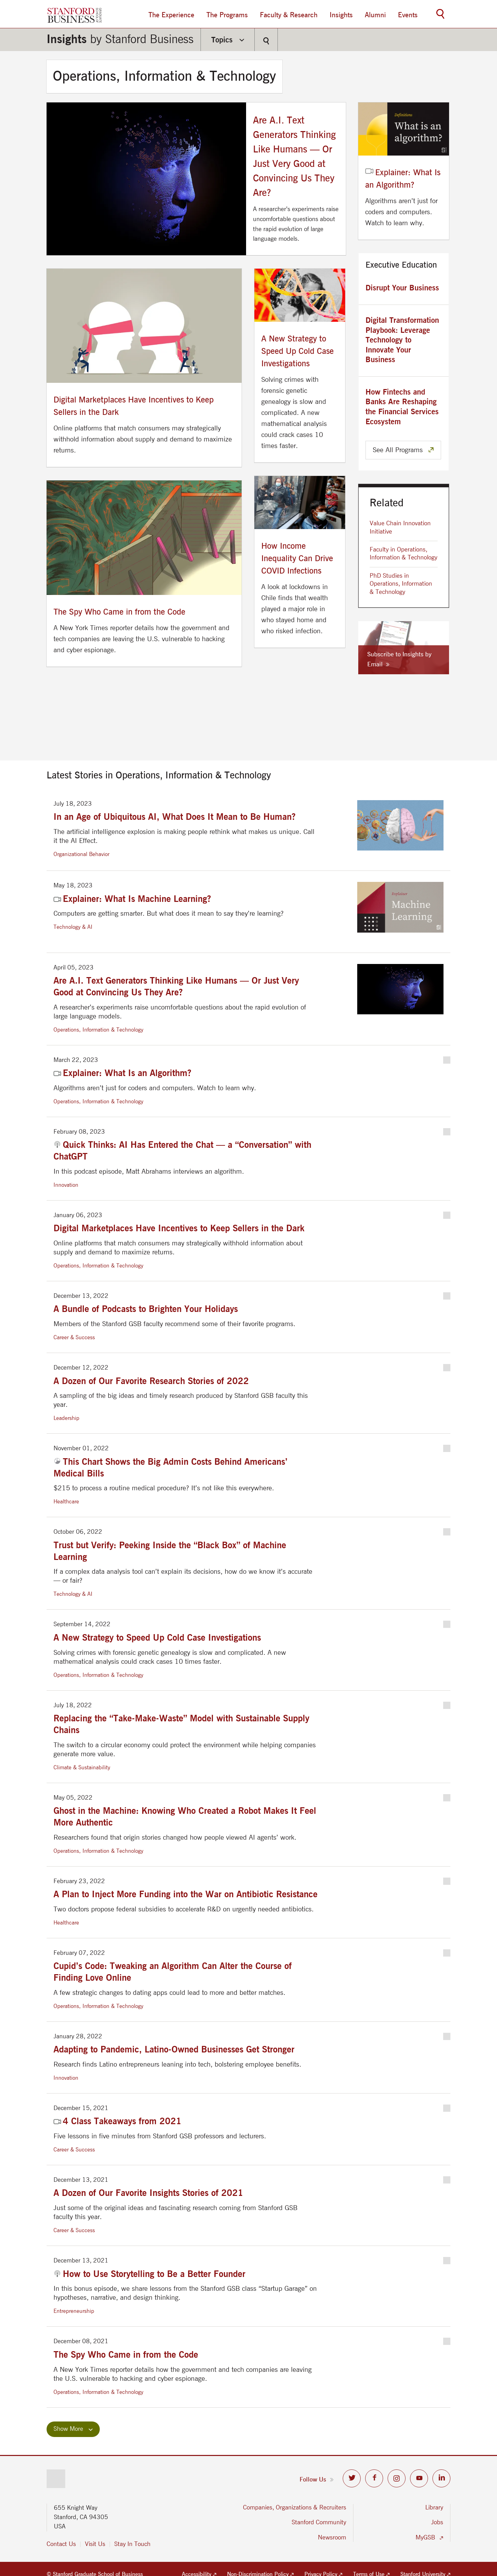 STANFORD
BUSINESS
The Experience
The Programs
Faculty & Research
Insights
Alumni
Events
Insights by Stanford Business
Topics
Operations, Information & Technology
Are A.I. Text
Generators Thinking
Like Humans — Or
Just Very Good at
Convincing Us They
Are?
A researcher's experiments raise
uncomfortable questions about
the rapid evolution of large
language models.
Digital Marketplaces Have Incentives to Keep
Sellers in the Dark
Online platforms that match consumers may strategically
withhold information about supply and demand to maximize
returns.
The Spy Who Came in from the Code
A New York Times reporter details how the government and
tech companies are leaving the U.S. vulnerable to hacking
and cyber espionage.
A New Strategy to
Speed Up Cold Case
Investigations
Solving crimes with
forensic genetic
genealogy is slow and
complicated. A new
mathematical analysis
could crack cases 10
times faster.
How Income
Inequality Can Drive
COVID Infections
A look at lockdowns in
Chile finds that wealth
played a major role in
who stayed home and
who risked infection.
Definitions
What is an
algorithm?
Explainer: What Is
an Algorithm?
Algorithms aren't just for
coders and computers.
Watch to learn why.
Executive Education
Disrupt Your Business
Digital Transformation
Playbook: Leverage
Technology to
Innovate Your
Business
How Fintechs and
Banks Are Reshaping
the Financial Services
Ecosystem
See All Programs
Related
Value Chain Innovation
Initiative
Faculty in Operations,
Information & Technology
PhD Studies in
Operations, Information
& Technology
Subscribe to Insights by
Email »
Latest Stories in Operations, Information & Technology
July 18, 2023
In an Age of Ubiquitous AI, What Does It Mean to Be Human?
The artificial intelligence explosion is making people rethink what makes us unique. Call
it the AI Effect.
Organizational Behavior
May 18, 2023
Explainer: What Is Machine Learning?
Computers are getting smarter. But what does it mean to say they're learning?
Technology & AI
Machine
Learning
April 05, 2023
Are A.I. Text Generators Thinking Like Humans — Or Just Very
Good at Convincing Us They Are?
A researcher's experiments raise uncomfortable questions about the rapid evolution of
large language models.
Operations, Information & Technology
March 22, 2023
Explainer: What Is an Algorithm?
Algorithms aren't just for coders and computers. Watch to learn why.
Operations, Information & Technology
February 08, 2023
Quick Thinks: AI Has Entered the Chat — a “Conversation” with
ChatGPT
In this podcast episode, Matt Abrahams interviews an algorithm.
Innovation
January 06, 2023
Digital Marketplaces Have Incentives to Keep Sellers in the Dark
Online platforms that match consumers may strategically withhold information about
supply and demand to maximize returns.
Operations, Information & Technology
December 13, 2022
A Bundle of Podcasts to Brighten Your Holidays
Members of the Stanford GSB faculty recommend some of their favorite programs.
Career & Success
December 12, 2022
A Dozen of Our Favorite Research Stories of 2022
A sampling of the big ideas and timely research produced by Stanford GSB faculty this
year.
Leadership
November 01, 2022
This Chart Shows the Big Admin Costs Behind Americans'
Medical Bills
$215 to process a routine medical procedure? It's not like this everywhere.
Healthcare
October 06, 2022
Trust but Verify: Peeking Inside the “Black Box” of Machine
Learning
If a complex data analysis tool can't explain its decisions, how do we know it's accurate
— or fair?
Technology & AI
September 14, 2022
A New Strategy to Speed Up Cold Case Investigations
Solving crimes with forensic genetic genealogy is slow and complicated. A new
mathematical analysis could crack cases 10 times faster.
Operations, Information & Technology
July 18, 2022
Replacing the “Take-Make-Waste” Model with Sustainable Supply
Chains
The switch to a circular economy could protect the environment while helping companies
generate more value.
Climate & Sustainability
May 05, 2022
Ghost in the Machine: Knowing Who Created a Robot Makes It Feel
More Authentic
Researchers found that origin stories changed how people viewed AI agents' work.
Operations, Information & Technology
February 23, 2022
A Plan to Inject More Funding into the War on Antibiotic Resistance
Two doctors propose federal subsidies to accelerate R&D on urgently needed antibiotics.
Healthcare
February 07, 2022
Cupid's Code: Tweaking an Algorithm Can Alter the Course of
Finding Love Online
A few strategic changes to dating apps could lead to more and better matches.
Operations, Information & Technology
January 28, 2022
Adapting to Pandemic, Latino-Owned Businesses Get Stronger
Research finds Latino entrepreneurs leaning into tech, bolstering employee benefits.
Innovation
December 15, 2021
4 Class Takeaways from 2021
Five lessons in five minutes from Stanford GSB professors and lecturers.
Career & Success
December 13, 2021
A Dozen of Our Favorite Insights Stories of 2021
Just some of the original ideas and fascinating research coming from Stanford GSB
faculty this year.
Career & Success
December 13, 2021
How to Use Storytelling to Be a Better Founder
In this bonus episode, we share lessons from the Stanford GSB class “Startup Garage” on
hypotheses, narrative, and design thinking.
Entrepreneurship
December 08, 2021
The Spy Who Came in from the Code
A New York Times reporter details how the government and tech companies are leaving
the U.S. vulnerable to hacking and cyber espionage.
Operations, Information & Technology
Show More
Follow Us
655 Knight Way
Stanford, CA 94305
USA
Contact Us
Visit Us
Stay In Touch
Companies, Organizations & Recruiters
Stanford Community
Newsroom
Library
Jobs
MyGSB
© Stanford Graduate School of Business
Accessibility
Non-Discrimination Policy
Privacy Policy
Terms of Use
Stanford University